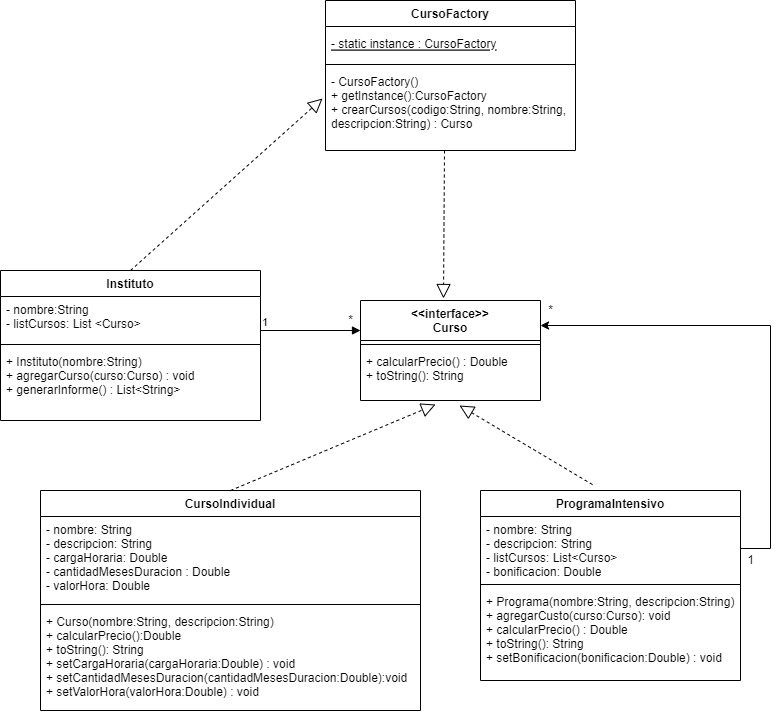 CursoFactory
- static instance : CursoFactory
- CursoFactory()
+ getInstance():CursoFactory
+ crearCursos(codigo:String, nombre:String,
descripcion:String) : Curso
Instituto
- nombre:String
- listCursos: List <Curso>
+ Instituto(nombre:String)
+ agregarCurso(curso:Curso) : void
+ generarInforme() : List<String>
1
*
<<interface>>
Curso
+ calcularPrecio() : Double
+ toString(): String
*
1
CursoIndividual
- nombre: String
- descripcion: String
- cargaHoraria: Double
- cantidadMesesDuracion : Double
- valorHora: Double
+ Curso(nombre:String, descripcion:String)
+ calcularPrecio():Double
+ toString(): String
+ setCargaHoraria(cargaHoraria:Double) : void
+ setCantidadMesesDuracion(cantidadMesesDuracion:Double):void
+ setValorHora(valorHora:Double) : void
ProgramaIntensivo
- nombre: String
- descripcion: String
- listCursos: List<Curso>
- bonificacion: Double
+ Programa(nombre:String, descripcion:String)
+ agregarCusto(curso:Curso): void
+ calcularPrecio() : Double
+ toString(): String
+ setBonificacion(bonificacion:Double) : void